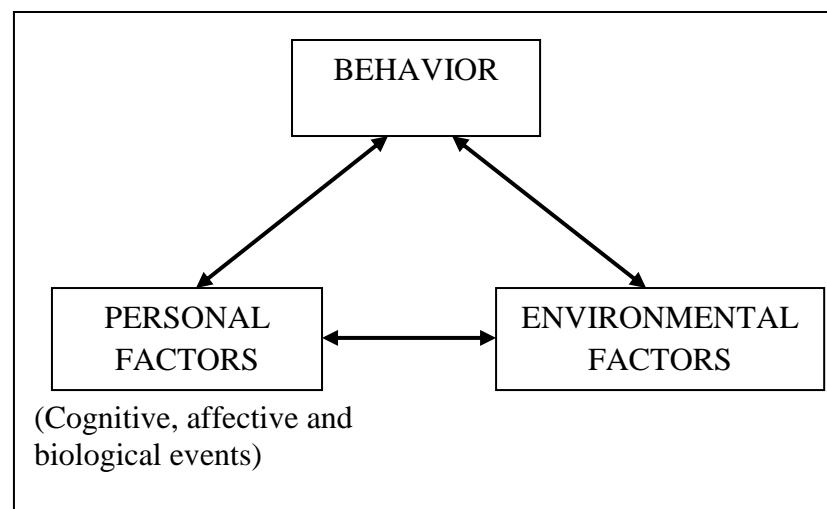 BEHAVIOR
PERSONAL
FACTORS
ENVIRONMENTAL
FACTORS
(Cognitive, affective and
biological events)